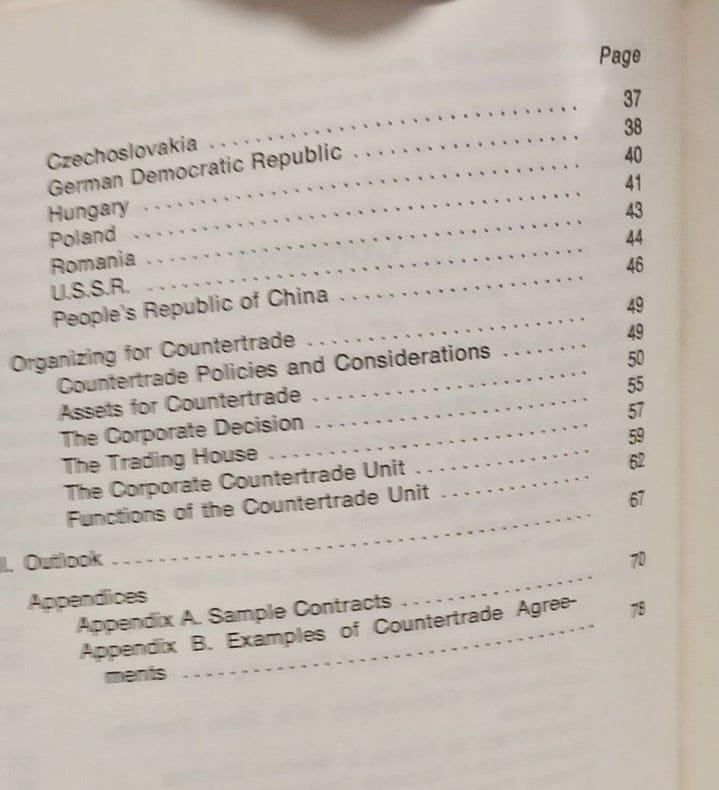 Page
Czechoslovakia 37
German Democratic Republic 38
Hungary 40
Poland 41
Romania 43
U.S.S.R. 44
People's Republic of China 46
Organizing for Countertrade 49
Countertrade Policies and Considerations 49
Assets for Countertrade 50
The Corporate Decision 55
The Trading House 57
The Corporate Countertrade Unit 59
Functions of the Countertrade Unit 62
Outlook 67
Appendices
Appendix A. Sample Contracts 70
Appendix B. Examples of Countertrade Agree-
ments 78